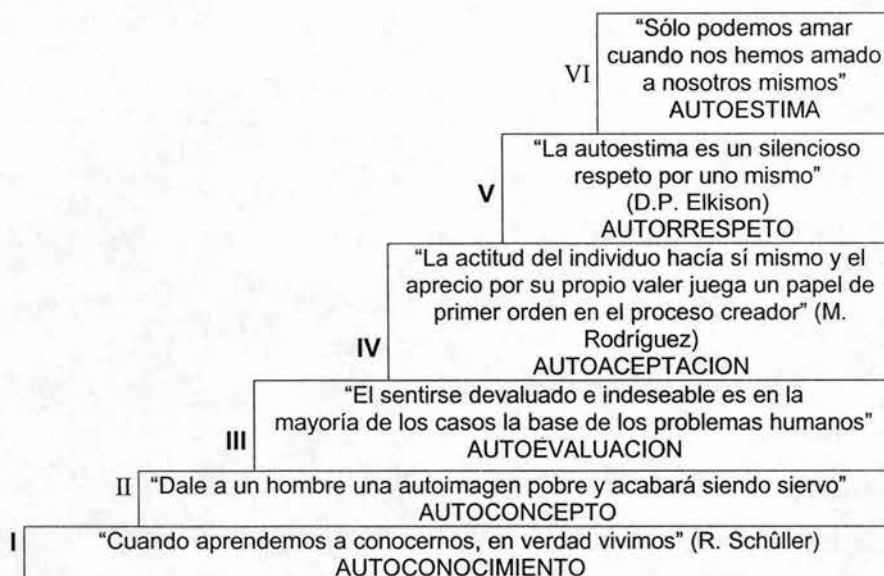 “Sólo podemos amar
cuando nos hemos amado
a nosotros mismos”
VI
AUTOESTIMA
“La autoestima es un silencioso
respeto por uno mismo”
V
(D.P. Elkison)
AUTORRESPETO
“La actitud del individuo hacía sí mismo y el
aprecio por su propio valer juega un papel de
primer orden en el proceso creador” (M.
Rodríguez)
IV
AUTOACEPTACION
“El sentirse devaluado e indeseable es en la
mayoría de los casos la base de los problemas humanos”
III
AUTOEVALUACION
II
“Dale a un hombre una autoimagen pobre y acabará siendo siervo”
AUTOCONCEPTO
I
“Cuando aprendemos a conocernos, en verdad vivimos” (R. Schûller)
AUTOCONOCIMIENTO